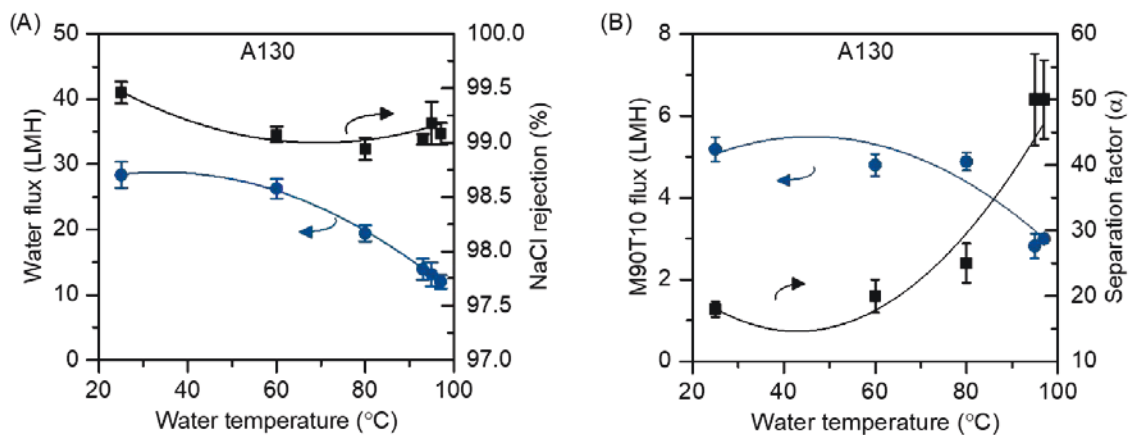 (A)
A130
Water flux (LMH)
50
40
30
20
10
0
20 40 60 80 100
Water temperature (°C)
100.0
99.5
99.0
98.5
98.0
97.5
97.0
NaCl rejection (%)
(B)
A130
M90T10 flux (LMH)
8
6
4
2
0
20 40 60 80 100
Water temperature (°C)
60
50
40
30
20
10
Separation factor (α)